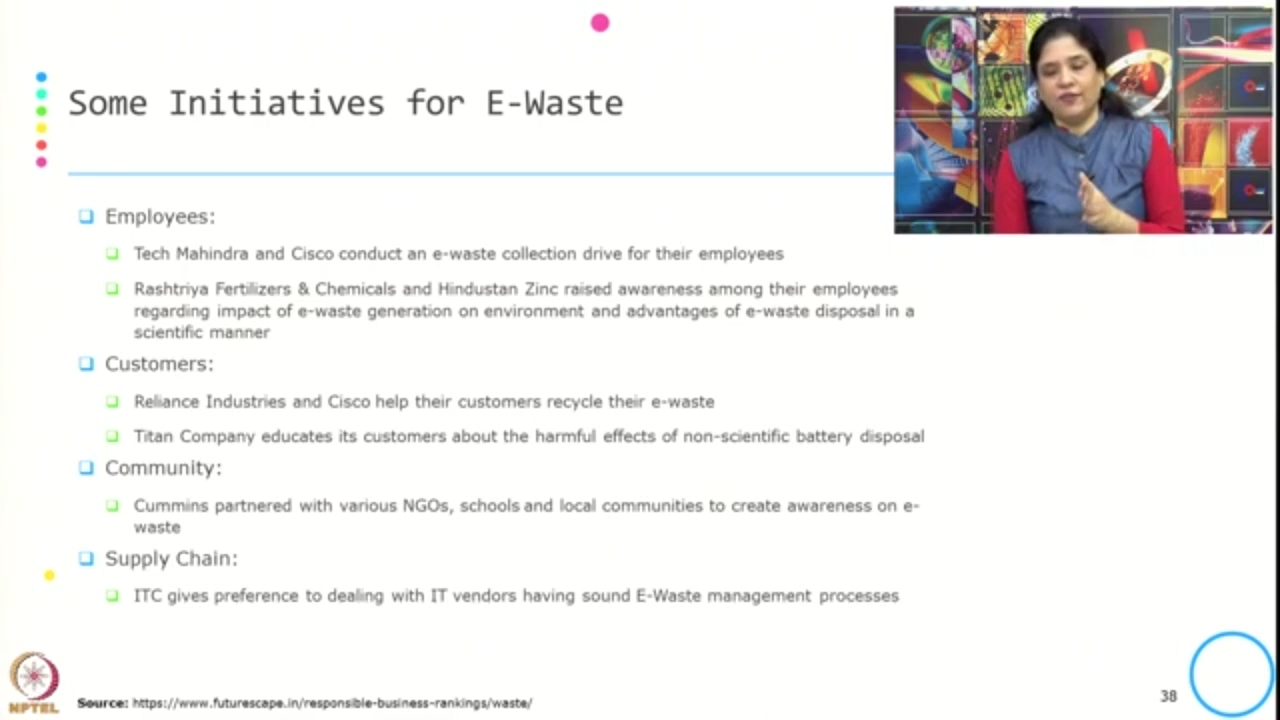 Some Initiatives for E-Waste
Employees:
Tech Mahindra and Cisco conduct an e-waste collection drive for their employees
Rashtriya Fertilizers & Chemicals and Hindustan Zinc raised awareness among their employees
regarding impact of e-waste generation on environment and advantages of e-waste disposal in a
scientific manner
Customers:
Reliance Industries and Cisco help their customers recycle their e-waste
Titan Company educates its customers about the harmful effects of non-scientific battery disposal
Community:
Cummins partnered with various NGOs, schools and local communities to create awareness on e-
waste
Supply Chain:
ITC gives preference to dealing with IT vendors having sound E-Waste management processes
NPTEL
Source: https://www.futurescape.in/responsible-business-rankings/waste/
38